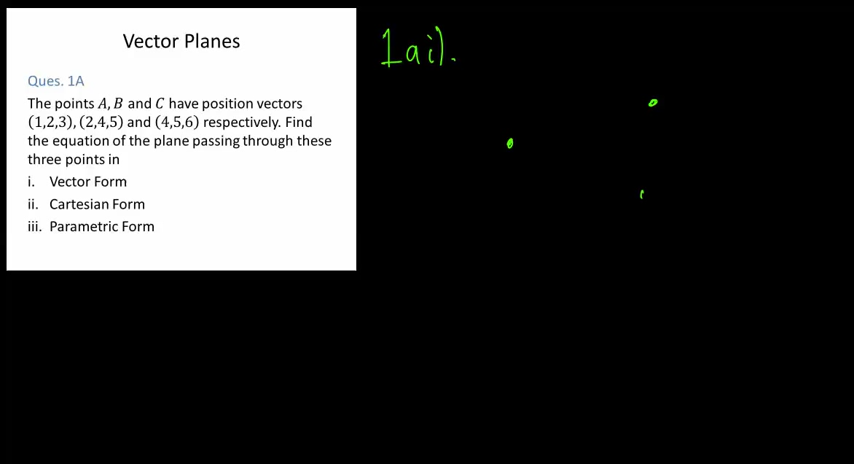 Vector Planes
Ques. 1A
The points A, B and C have position vectors
(1,2,3), (2,4,5) and (4,5,6) respectively. Find
the equation of the plane passing through these
three points in
i. Vector Form
ii. Cartesian Form
iii. Parametric Form
1ai).